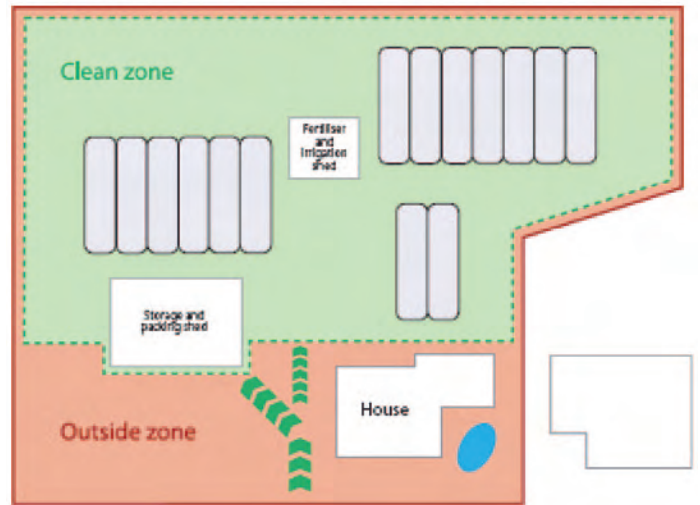 Clean zone
Fertiliser
and
irrigation
shed
Storage and
packing shed
House
Outside zone